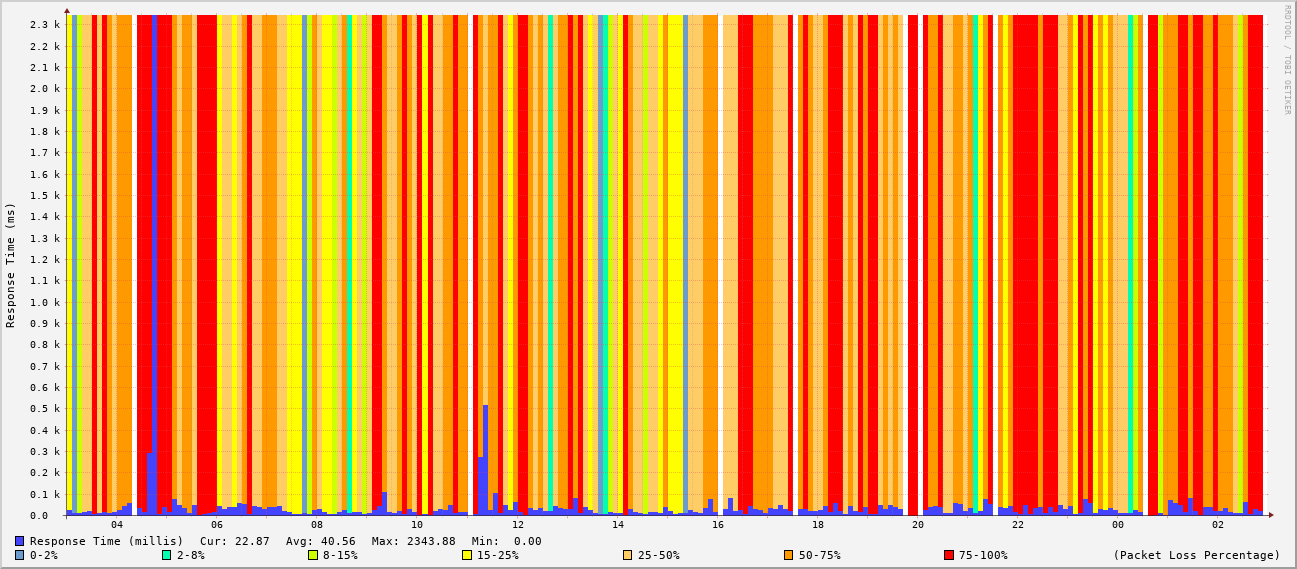 RRDTOOL / TOBI OETIKER
Response Time (ms)
2.3 k
2.2 k
2.1 k
2.0 k
1.9 k
1.8 k
1.7 k
1.6 k
1.5 k
1.4 k
1.3 k
1.2 k
1.1 k
1.0 k
0.9 k
0.8 k
0.7 k
0.6 k
0.5 k
0.4 k
0.3 k
0.2 k
0.1 k
0.0
04 06 08 10 12 14 16 18 20 22 00 02
Response Time (millis) Cur: 22.87 Avg: 40.56 Max: 2343.88 Min: 0.00
0-2% 2-8% 8-15% 15-25% 25-50% 50-75% 75-100% (Packet Loss Percentage)